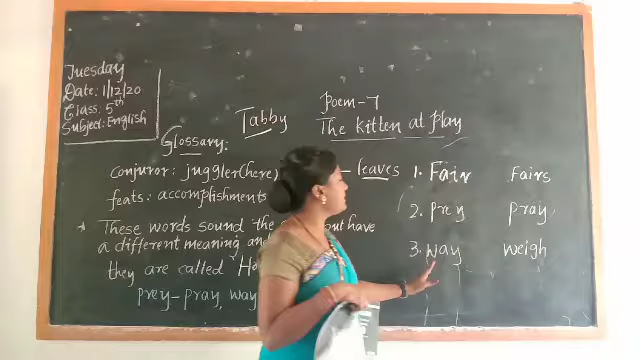 Tuesday
Date: 1/12/20
Class: 5th
Subject: English
Poem-7
Tabby
The kitten at play
Glossary:
conjuror: juggler (here)
- leaves
feats: accomplishments
These words sound the but have
a different meaning and
they are called
prey - pray, way
1. Fair Fairs
2. Prey pray,
3. way weigh